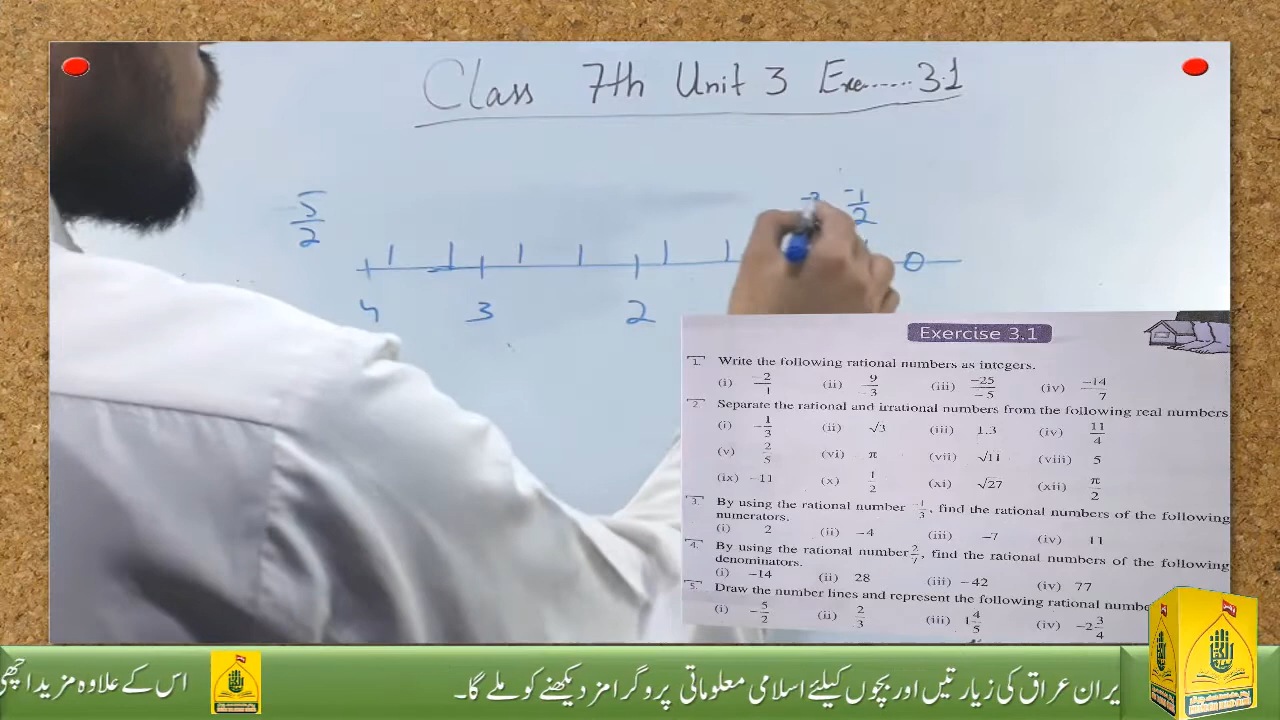 Class 7th Unit 3 Exe......3.1
5/2
-1/2
0
4 3 2
Exercise 3.1
1. Write the following rational numbers as integers.
(i) -2/-1 (ii) 9/-3 (iii) -25/-5 (iv) -14/7
2. Separate the rational and irrational numbers from the following real numbers
(i) -1/3 (ii) √3 (iii) 1.3 (iv) 11/4
(v) 2/5 (vi) π (vii) √11 (viii) 5
(ix) -11 (x) 1/2 (xi) √27 (xii) π/2
3. By using the rational number -1/3, find the rational numbers of the following
numerators.
(i) 2 (ii) -4 (iii) -7 (iv) 11
4. By using the rational number 2/7, find the rational numbers of the following
denominators.
(i) -14 (ii) 28 (iii) -42 (iv) 77
5. Draw the number lines and represent the following rational
(i) -5/2 (ii) 2/3 (iii) 1 4/5 (iv) -2 3/4
یران عراق کی زیارتیں اور بچوں کیلئے اسلامی معلوماتی پروگرامز دیکھنے کو ملے گا۔
اس کے علاوہ مزید اچھی